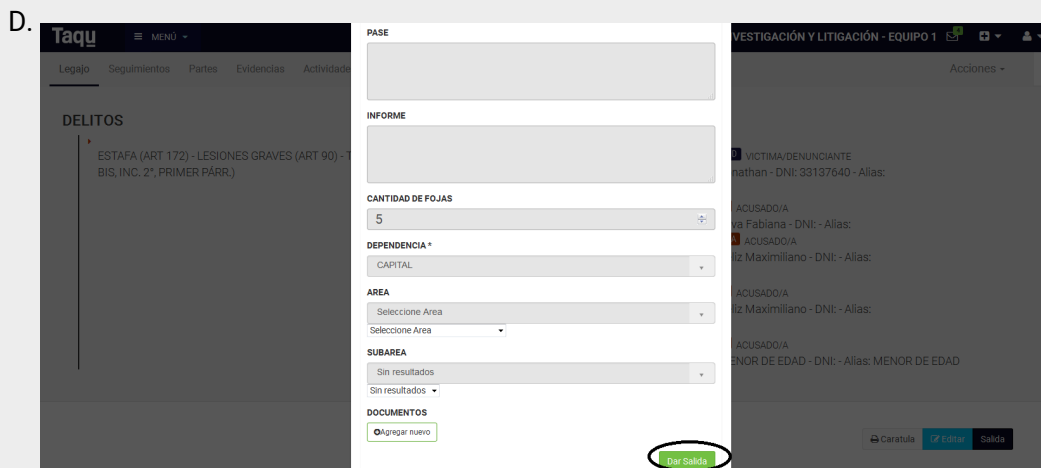 D.
Taqu
MENÚ
VESTIGACIÓN Y LITIGACIÓN - EQUIPO 1
Legajo Seguimientos Partes Evidencias Actividade
Acciones
DELITOS
ESTAFA (ART 172) - LESIONES GRAVES (ART 90) - T
BIS, INC. 2°, PRIMER PÁRR.)
PASE
INFORME
CANTIDAD DE FOJAS
5
DEPENDENCIA *
CAPITAL
AREA
Seleccione Area
Seleccione Area
SUBAREA
Sin resultados
Sin resultados
DOCUMENTOS
Agregar nuevo
Dar Salida
VICTIMA/DENUNCIANTE
nathan - DNI: 33137640 - Alias:
ACUSADO/A
va Fabiana - DNI: - Alias:
A ACUSADO/A
liz Maximiliano - DNI: - Alias:
ACUSADO/A
liz Maximiliano - DNI: - Alias:
ACUSADO/A
ENOR DE EDAD - DNI: - Alias: MENOR DE EDAD
Caratula Editar Salida